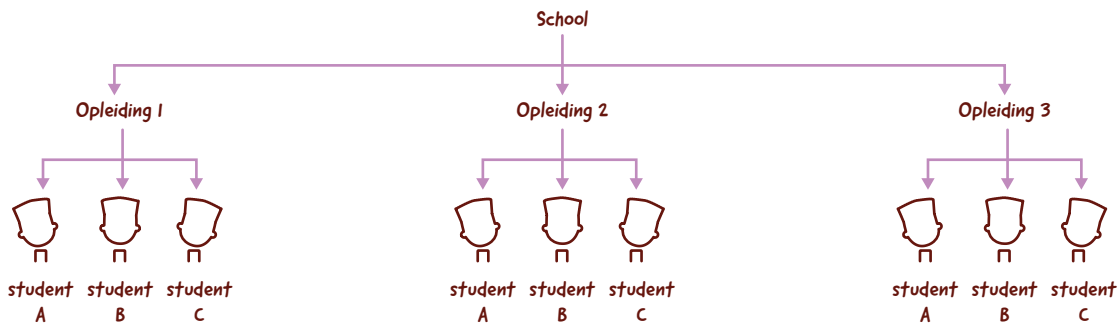 School
Opleiding 1
Opleiding 2
Opleiding 3
student
A
student
B
student
C
student
A
student
B
student
C
student
A
student
B
student
C